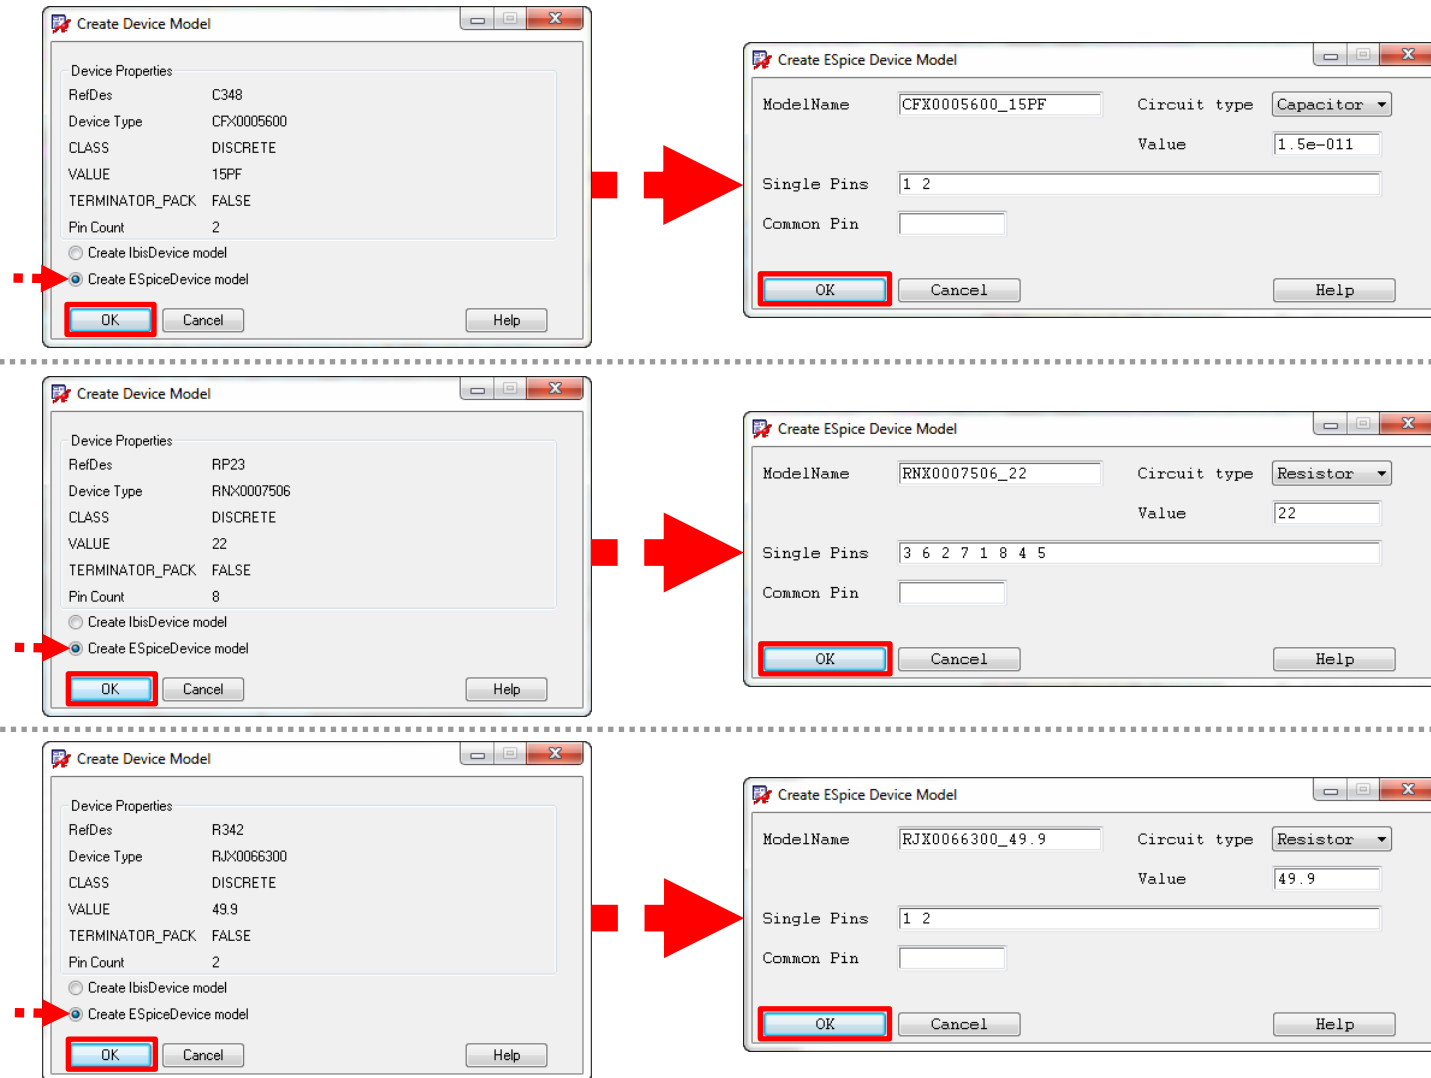 Create Device Model
Device Properties
RefDes C348
Device Type CFX0005600
CLASS DISCRETE
VALUE 15PF
TERMINATOR_PACK FALSE
Pin Count 2
Create IbisDevice model
Create ESpiceDevice model
OK Cancel Help
Create ESpice Device Model
ModelName CFX0005600_15PF Circuit type Capacitor
Value 1.5e-011
Single Pins 1 2
Common Pin
OK Cancel Help
Create Device Model
Device Properties
RefDes RP23
Device Type RNX0007506
CLASS DISCRETE
VALUE 22
TERMINATOR_PACK FALSE
Pin Count 8
Create IbisDevice model
Create ESpiceDevice model
OK Cancel Help
Create ESpice Device Model
ModelName RNX0007506_22 Circuit type Resistor
Value 22
Single Pins 3 6 2 7 1 8 4 5
Common Pin
OK Cancel Help
Create Device Model
Device Properties
RefDes R342
Device Type RJX0066300
CLASS DISCRETE
VALUE 49.9
TERMINATOR_PACK FALSE
Pin Count 2
Create IbisDevice model
Create ESpiceDevice model
OK Cancel Help
Create ESpice Device Model
ModelName RJX0066300_49.9 Circuit type Resistor
Value 49.9
Single Pins 1 2
Common Pin
OK Cancel Help